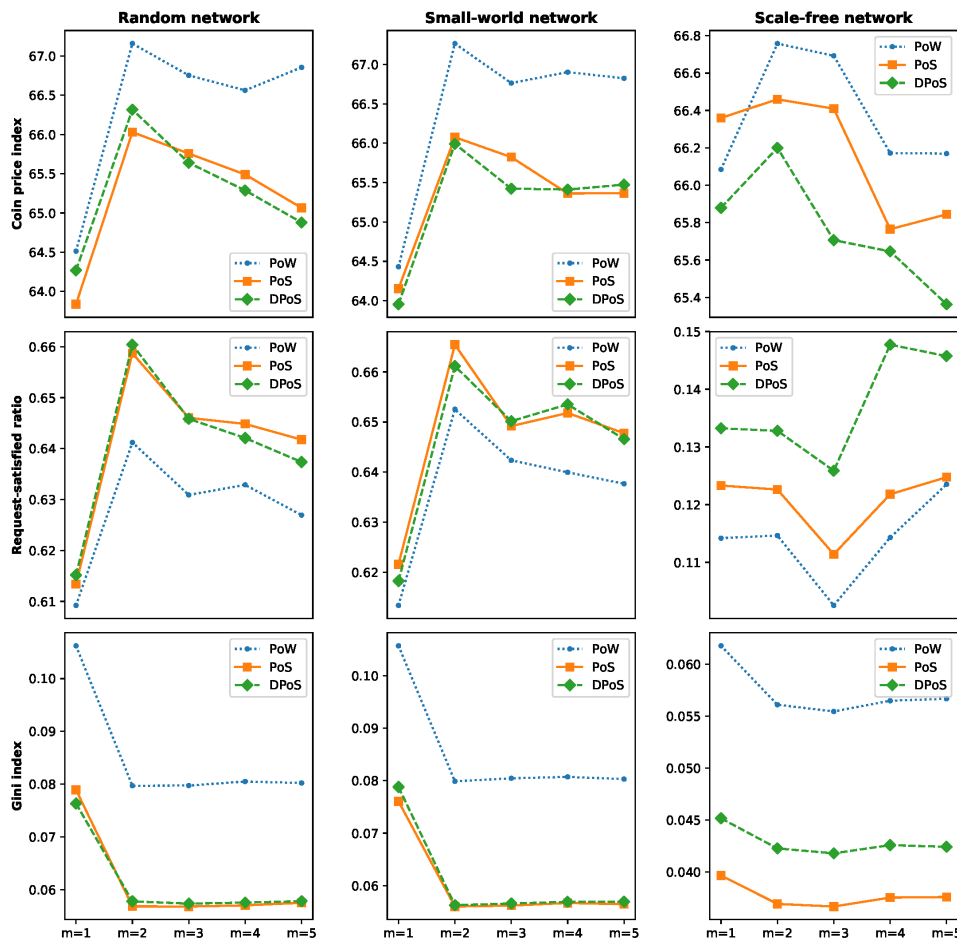 Random network
Small-world network
Scale-free network
Coin price index
67.0
66.5
66.0
65.5
65.0
64.5
64.0
PoW
PoS
DPoS
67.0
66.5
66.0
65.5
65.0
64.5
64.0
PoW
PoS
DPoS
66.8
66.6
66.4
66.2
66.0
65.8
65.6
65.4
PoW
PoS
DPoS
Request-satisfied ratio
0.66
0.65
0.64
0.63
0.62
0.61
PoW
PoS
DPoS
0.66
0.65
0.64
0.63
0.62
PoW
PoS
DPoS
0.15
0.14
0.13
0.12
0.11
PoW
PoS
DPoS
Gini index
0.10
0.09
0.08
0.07
0.06
PoW
PoS
DPoS
0.10
0.09
0.08
0.07
0.06
PoW
PoS
DPoS
0.060
0.055
0.050
0.045
0.040
PoW
PoS
DPoS
m=1 m=2 m=3 m=4 m=5
m=1 m=2 m=3 m=4 m=5
m=1 m=2 m=3 m=4 m=5